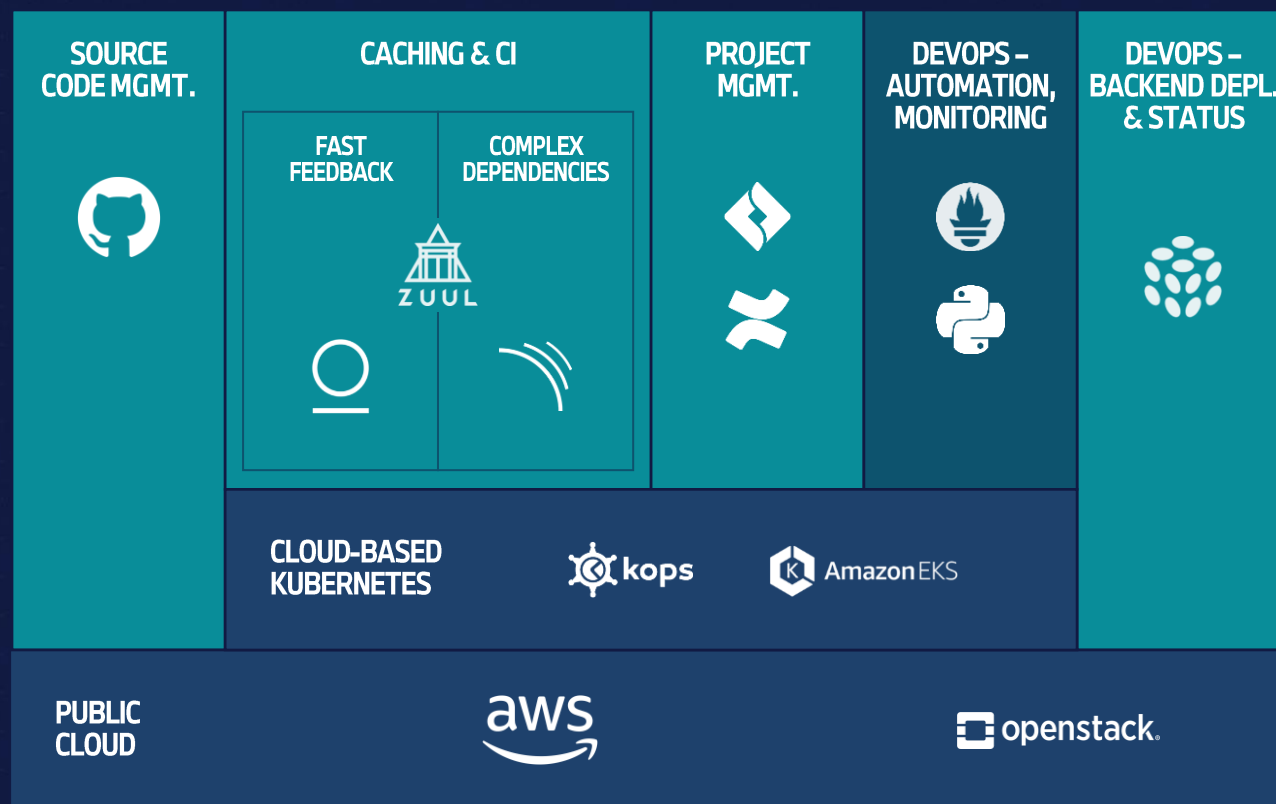 SOURCE
CODE MGMT.
CACHING & CI
FAST
FEEDBACK
COMPLEX
DEPENDENCIES
ZUUL
PROJECT
MGMT.
DEVOPS –
AUTOMATION,
MONITORING
DEVOPS –
BACKEND DEPL.
& STATUS
CLOUD-BASED
KUBERNETES
kops
K
Amazon EKS
PUBLIC
CLOUD
aws
openstack.